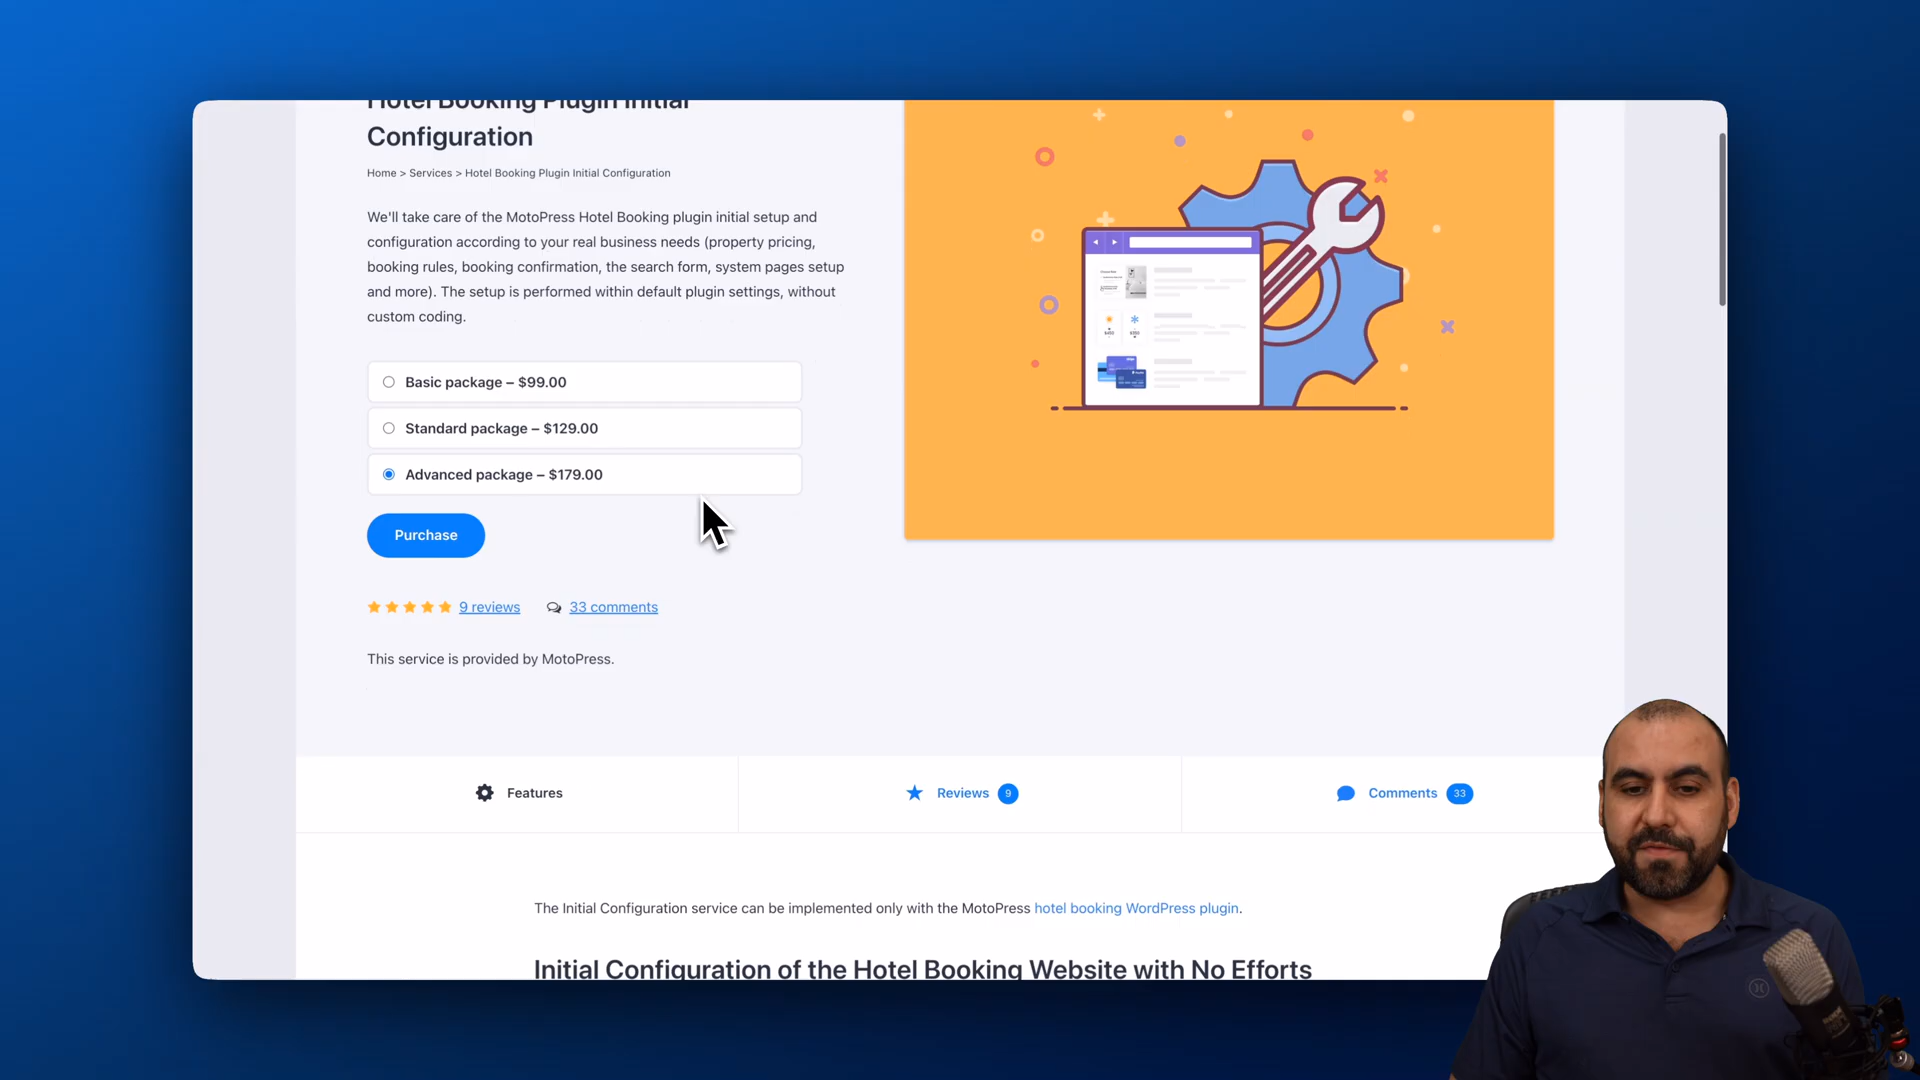 Hotel Booking Plugin Initial
Configuration
Home > Services > Hotel Booking Plugin Initial Configuration
We'll take care of the MotoPress Hotel Booking plugin initial setup and
configuration according to your real business needs (property pricing,
booking rules, booking confirmation, the search form, system pages setup
and more). The setup is performed within default plugin settings, without
custom coding.
Basic package – $99.00
Standard package – $129.00
Advanced package – $179.00
Purchase
9 reviews 33 comments
This service is provided by MotoPress.
Features
Reviews 9
Comments 33
The Initial Configuration service can be implemented only with the MotoPress hotel booking WordPress plugin.
Initial Configuration of the Hotel Booking Website with No Efforts